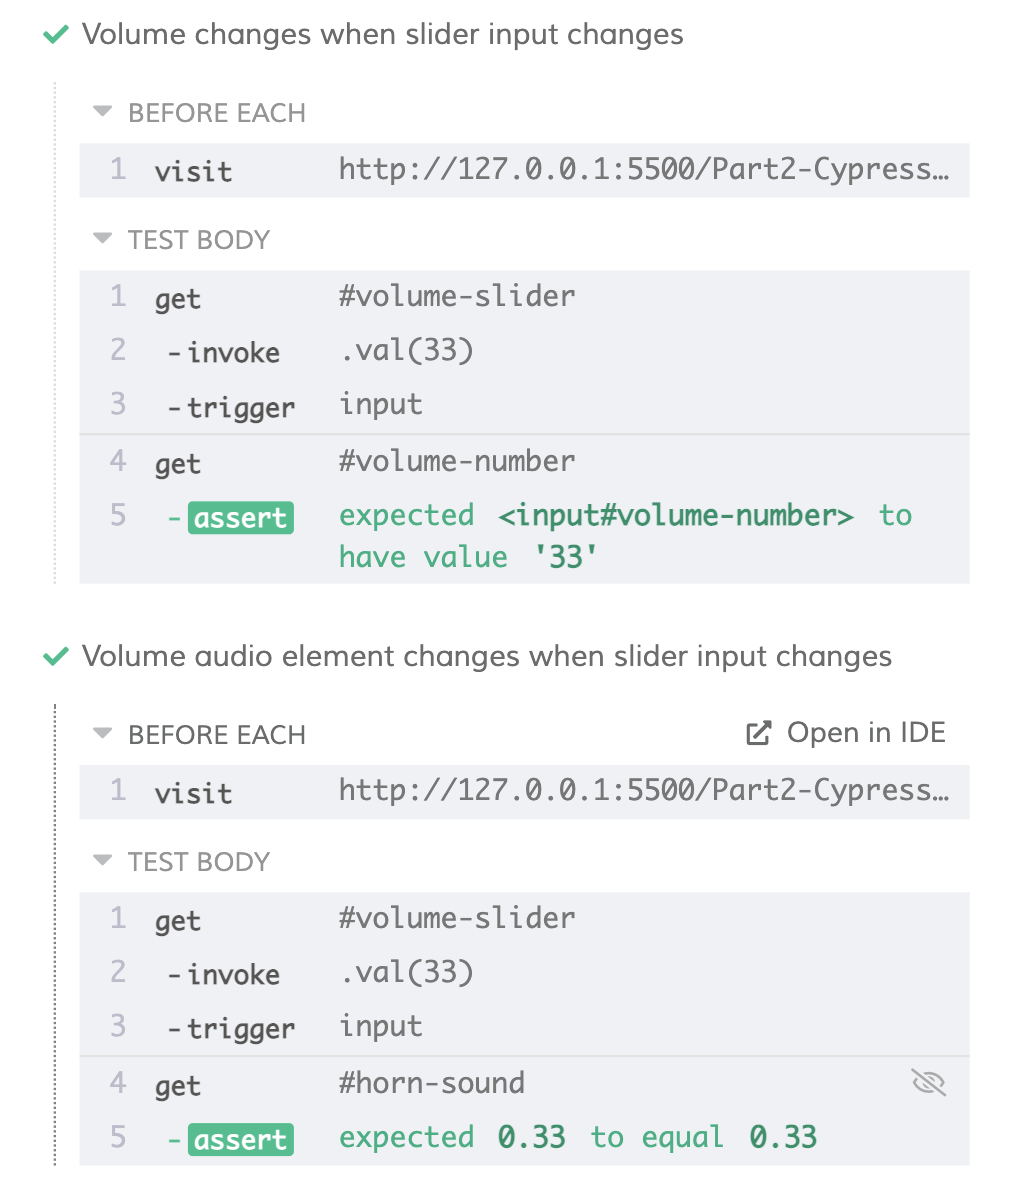 Volume changes when slider input changes
BEFORE EACH
1 visit http://127.0.0.1:5500/Part2-Cypress…
TEST BODY
1 get #volume-slider
2 -invoke .val(33)
3 -trigger input
4 get #volume-number
5 -assert expected <input#volume-number> to
have value '33'
Volume audio element changes when slider input changes
BEFORE EACH Open in IDE
1 visit http://127.0.0.1:5500/Part2-Cypress…
TEST BODY
1 get #volume-slider
2 -invoke .val(33)
3 -trigger input
4 get #horn-sound
5 -assert expected 0.33 to equal 0.33